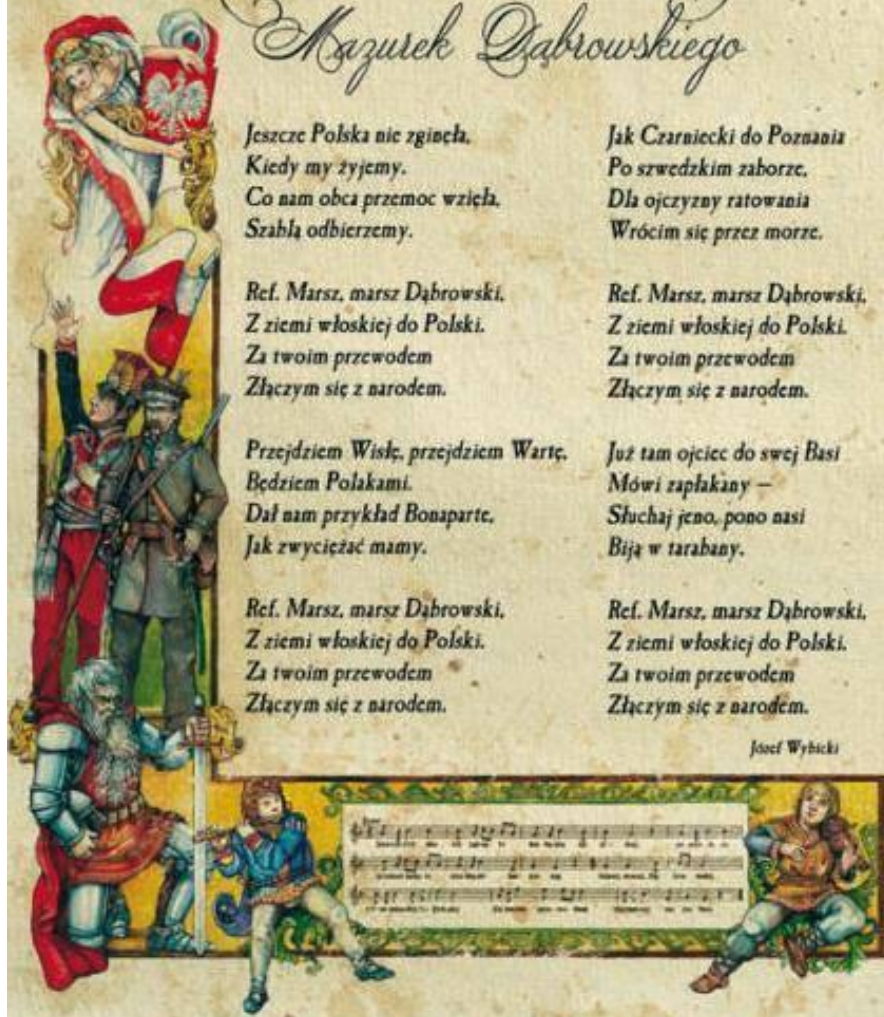 Mazurek Dąbrowskiego
Jeszcze Polska nie zginęła,
Kiedy my żyjemy.
Co nam obca przemoc wzięła,
Szablą odbierzemy.
Ref. Marsz, marsz Dąbrowski,
Z ziemi włoskiej do Polski.
Za twoim przewodem
Złączym się z narodem.
Przejdziem Wisłę, przejdziem Wartę,
Będziem Polakami.
Dał nam przykład Bonaparte,
Jak zwyciężać mamy.
Ref. Marsz, marsz Dąbrowski,
Z ziemi włoskiej do Polski.
Za twoim przewodem
Złączym się z narodem.
Jak Czarniecki do Poznania
Po szwedzkim zaborze,
Dla ojczyzny ratowania
Wrócim się przez morze.
Ref. Marsz, marsz Dąbrowski,
Z ziemi włoskiej do Polski.
Za twoim przewodem
Złączym się z narodem.
Już tam ojciec do swej Basi
Mówi zapłakany —
Słuchaj jeno, pono nasi
Biją w tarabany.
Ref. Marsz, marsz Dąbrowski,
Z ziemi włoskiej do Polski.
Za twoim przewodem
Złączym się z narodem.
Józef Wybicki